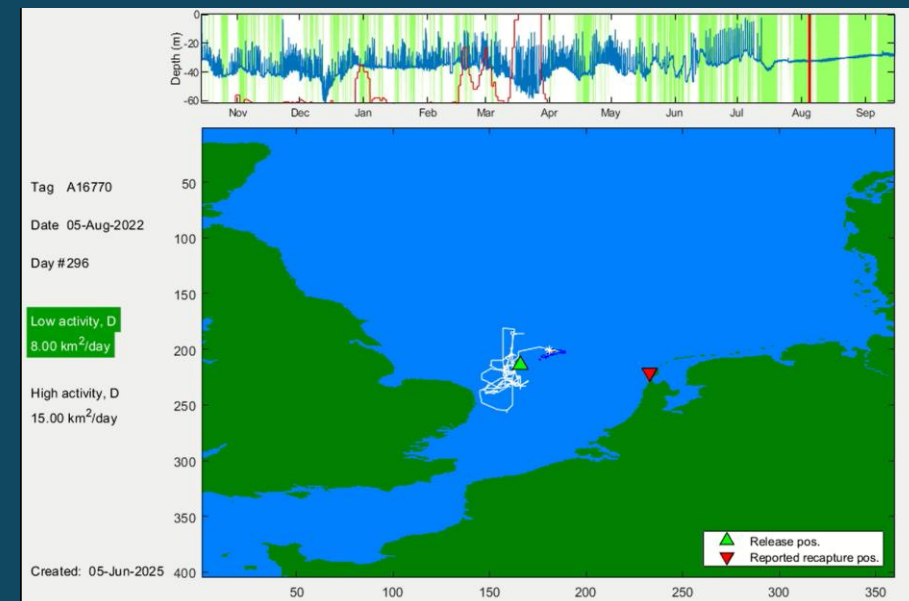 0
-20
-40
-60
Depth (m)
Nov Dec Jan Feb Mar Apr May Jun Jul Aug Sep
50
100
150
200
250
300
350
400
50 100 150 200 250 300 350
Tag A16770
Date 05-Aug-2022
Day #296
Low activity, D
8.00 km²/day
High activity, D
15.00 km²/day
Created: 05-Jun-2025
Release pos.
Reported recapture pos.